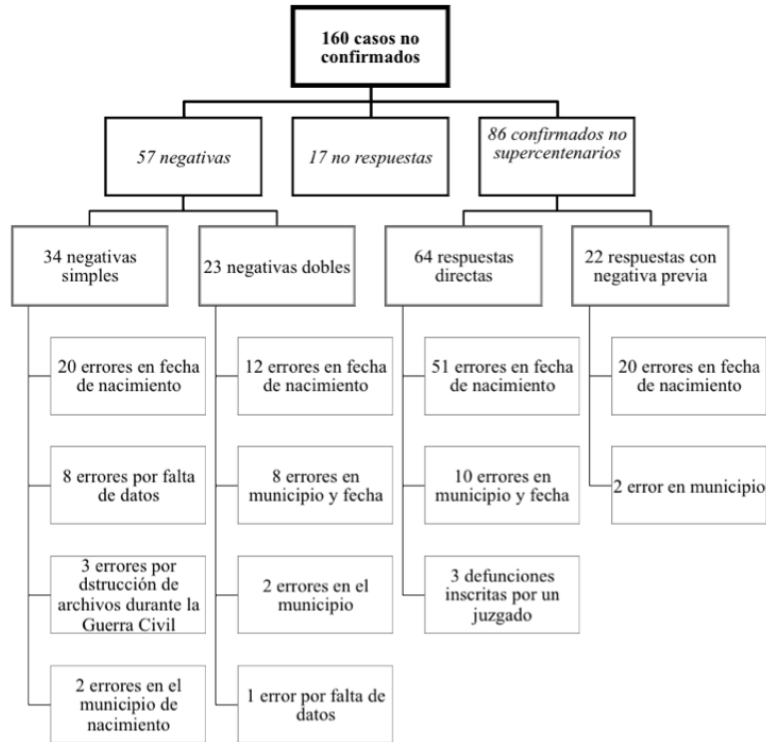 160 casos no
confirmados
57 negativas
17 no respuestas
86 confirmados no
supercentenarios
34 negativas
simples
23 negativas dobles
64 respuestas
directas
22 respuestas con
negativa previa
20 errores en fecha
de nacimiento
12 errores en fecha
de nacimiento
51 errores en fecha
de nacimiento
20 errores en fecha
de nacimiento
8 errores por falta
de datos
8 errores en
municipio y fecha
10 errores en
municipio y fecha
2 error en municipio
3 errores por
dstrucción de
archivos durante la
Guerra Civil
2 errores en el
municipio
3 defunciones
inscritas por un
juzgado
2 errores en el
municipio de
nacimiento
1 error por falta de
datos